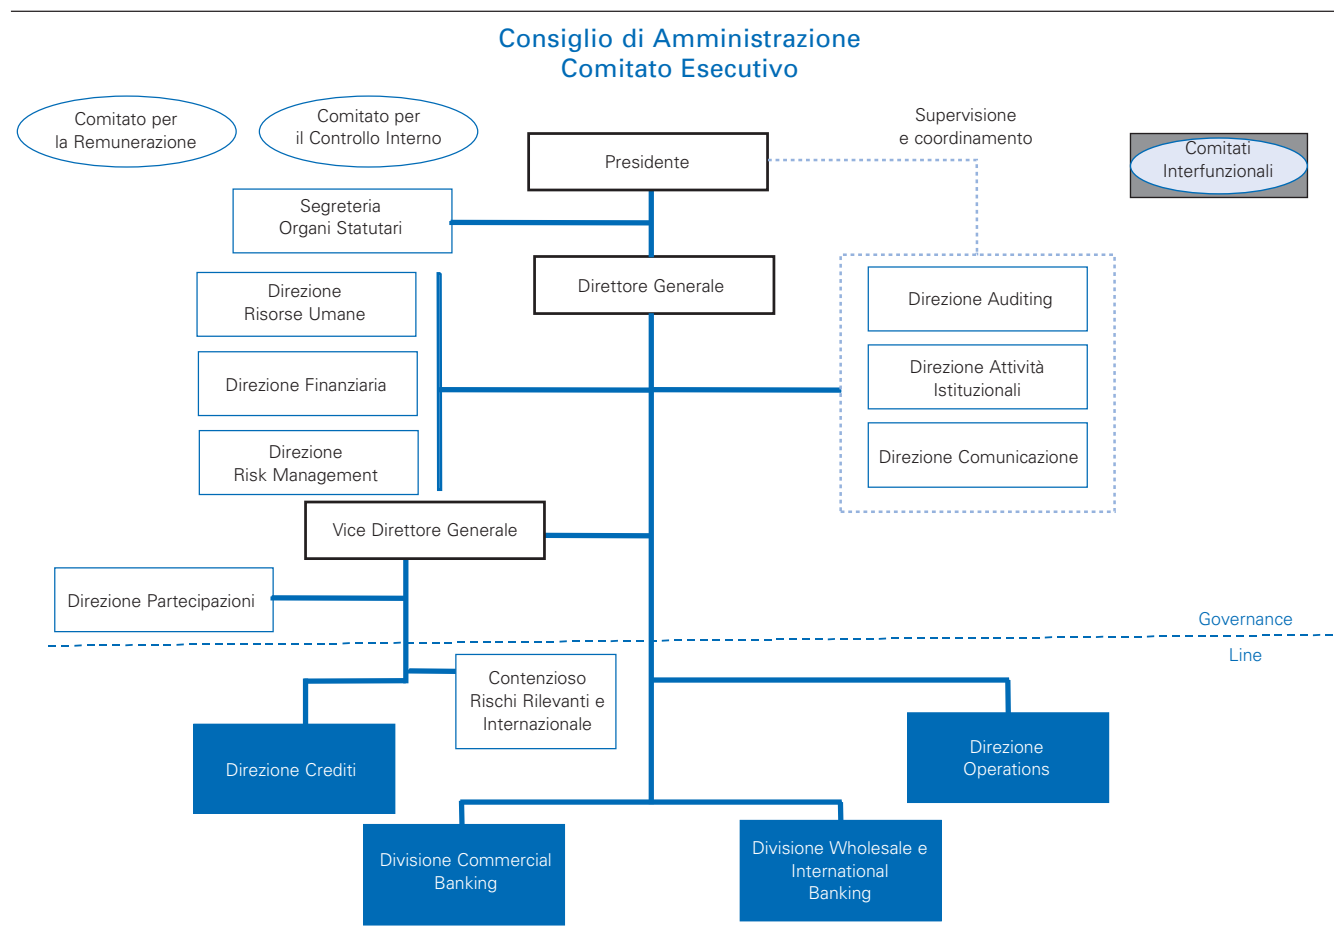 Consiglio di Amministrazione
Comitato Esecutivo
Comitato per
la Remunerazione
Comitato per
il Controllo Interno
Supervisione
e coordinamento
Comitati
Interfunzionali
Presidente
Segreteria
Organi Statutari
Direttore Generale
Direzione
Risorse Umane
Direzione Finanziaria
Direzione
Risk Management
Direzione Auditing
Direzione Attività
Istituzionali
Direzione Comunicazione
Vice Direttore Generale
Direzione Partecipazioni
Governance
Line
Contenzioso
Rischi Rilevanti e
Internazionale
Direzione Crediti
Direzione
Operations
Divisione Commercial
Banking
Divisione Wholesale e
International
Banking